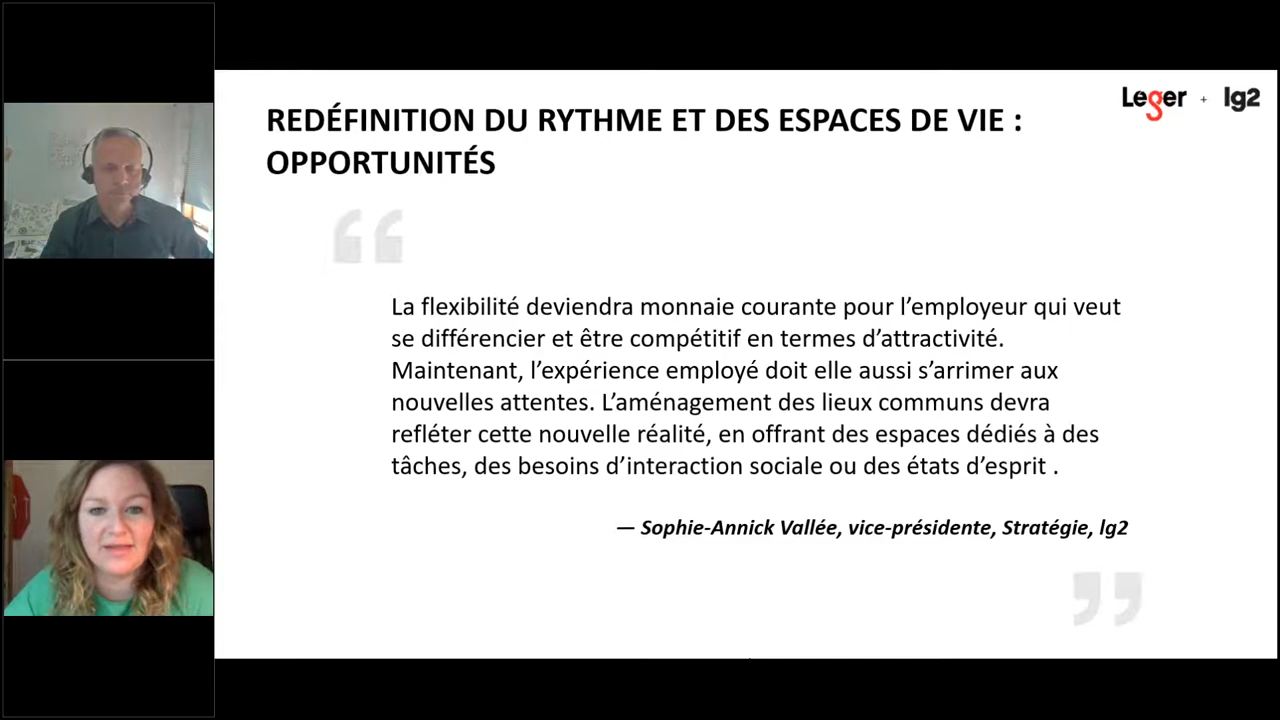 Leger + lg2
REDÉFINITION DU RYTHME ET DES ESPACES DE VIE :
OPPORTUNITÉS
“
La flexibilité deviendra monnaie courante pour l’employeur qui veut
se différencier et être compétitif en termes d’attractivité.
Maintenant, l’expérience employé doit elle aussi s’arrimer aux
nouvelles attentes. L’aménagement des lieux communs devra
refléter cette nouvelle réalité, en offrant des espaces dédiés à des
tâches, des besoins d’interaction sociale ou des états d’esprit .
— Sophie-Annick Vallée, vice-présidente, Stratégie, lg2
”